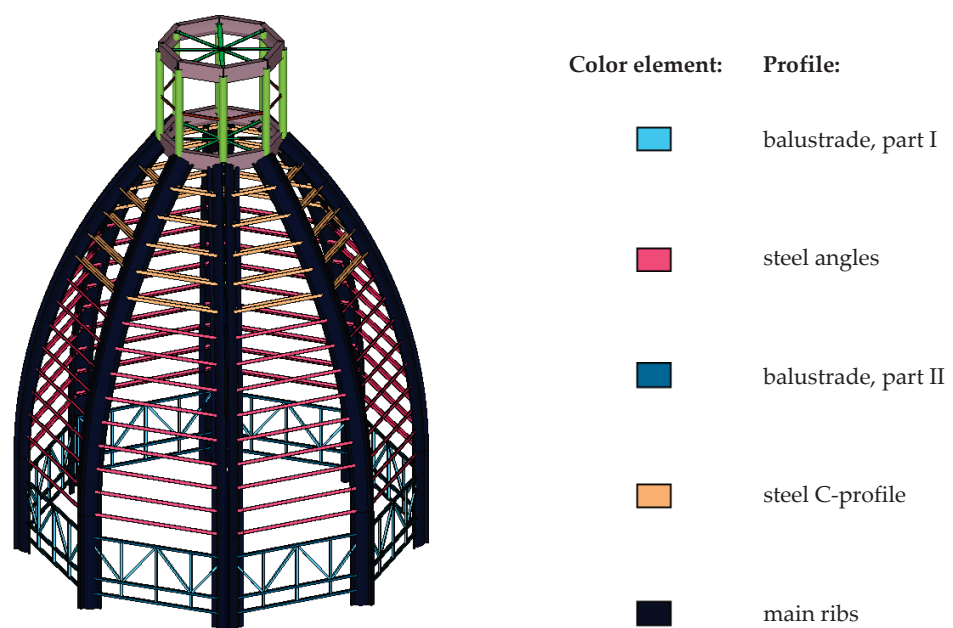 Color element: Profile:
balustrade, part I
steel angles
balustrade, part II
steel C-profile
main ribs